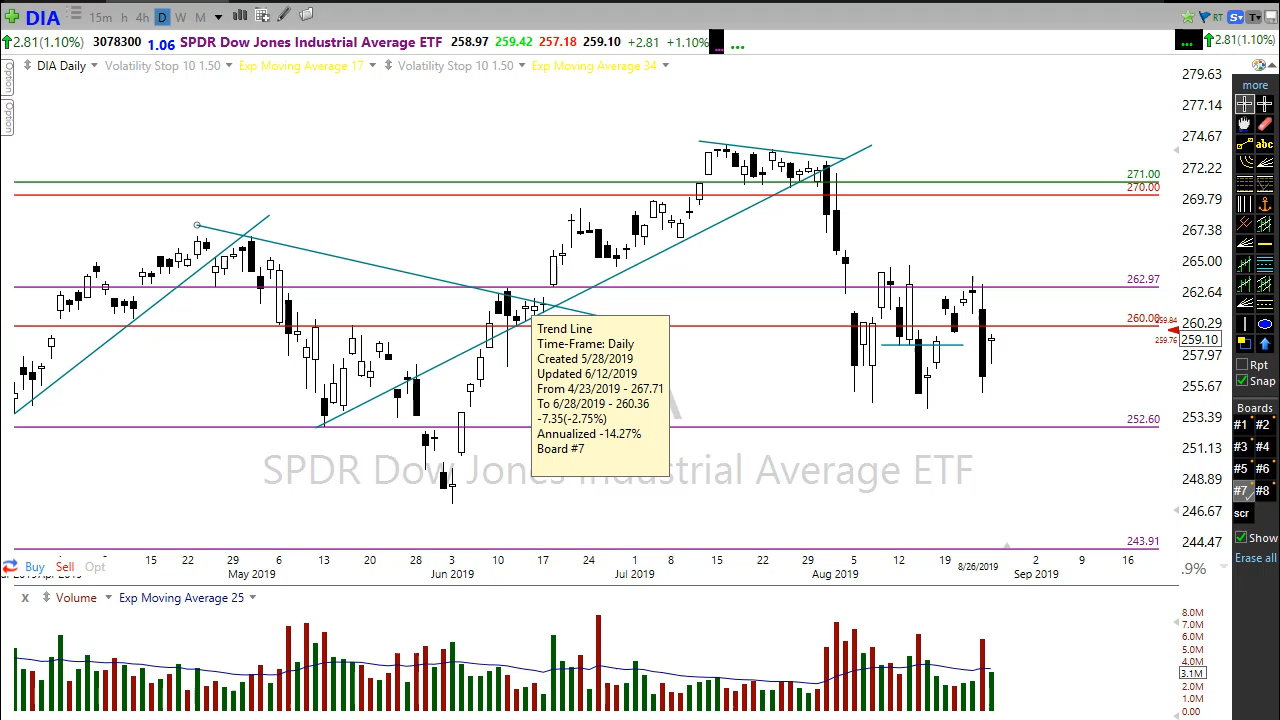 DIA 15m h 4h D W M RT S T
2.81(1.10%) 3078300 1.06 SPDR Dow Jones Industrial Average ETF 258.97 259.42 257.18 259.10 +2.81 +1.10% ... ... 2.81(1.10%)
DIA Daily Volatility Stop 10 1.50 Exp Moving Average 17 Volatility Stop 10 1.50 Exp Moving Average 34
Option
Option
279.63
277.14
274.67
272.22
269.79
267.38
265.00
262.64
260.29
259.10
257.97
255.67
253.39
251.13
248.89
246.67
244.47
271.00
270.00
262.97
260.00
259.84
259.76
252.60
243.91
Trend Line
Time-Frame: Daily
Created 5/28/2019
Updated 6/12/2019
From 4/23/2019 - 267.71
To 6/28/2019 - 260.36
-7.35(-2.75%)
Annualized -14.27%
Board #7
SPDR Dow Jones Industrial Average ETF
15 22 29 6 13 20 28 3 10 17 24 1 8 15 22 29 5 12 19 8/26/2019 2 9 16
May 2019 Jun 2019 Jul 2019 Aug 2019 Sep 2019
Buy Sell Opt
.9%
x Volume Exp Moving Average 25
8.0M
7.0M
6.0M
5.0M
4.0M
3.1M
2.0M
1.0M
0.00
more
abc
Rpt
Snap
Boards
#1 #2
#3 #4
#5 #6
#7 #8
scr
Show
Erase all